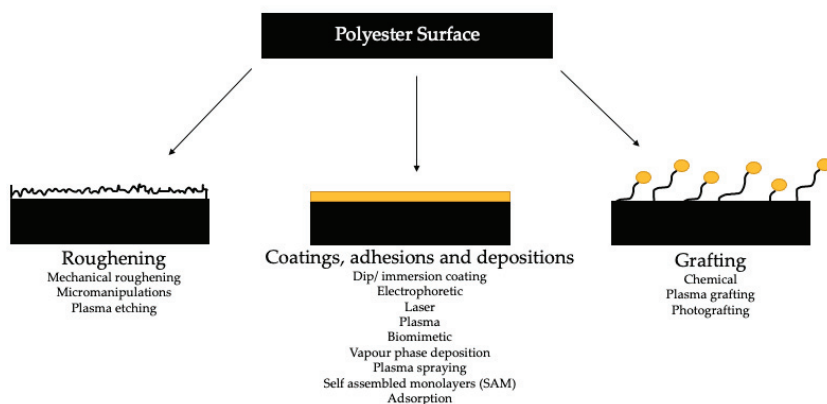 Polyester Surface
Roughening
Mechanical roughening
Micromanipulations
Plasma etching
Coatings, adhesions and depositions
Dip/ immersion coating
Electrophoretic
Laser
Plasma
Biomimetic
Vapour phase deposition
Plasma spraying
Self assembled monolayers (SAM)
Adsorption
Grafting
Chemical
Plasma grafting
Photografting